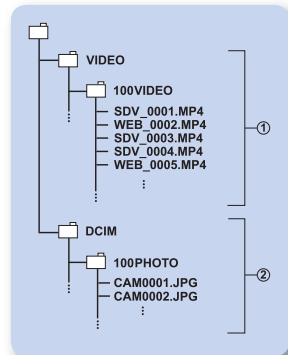 VIDEO
100VIDEO
SDV_0001.MP4
WEB_0002.MP4
SDV_0003.MP4
SDV_0004.MP4
WEB_0005.MP4
①
DCIM
100PHOTO
②
CAM0001.JPG
CAM0002.JPG